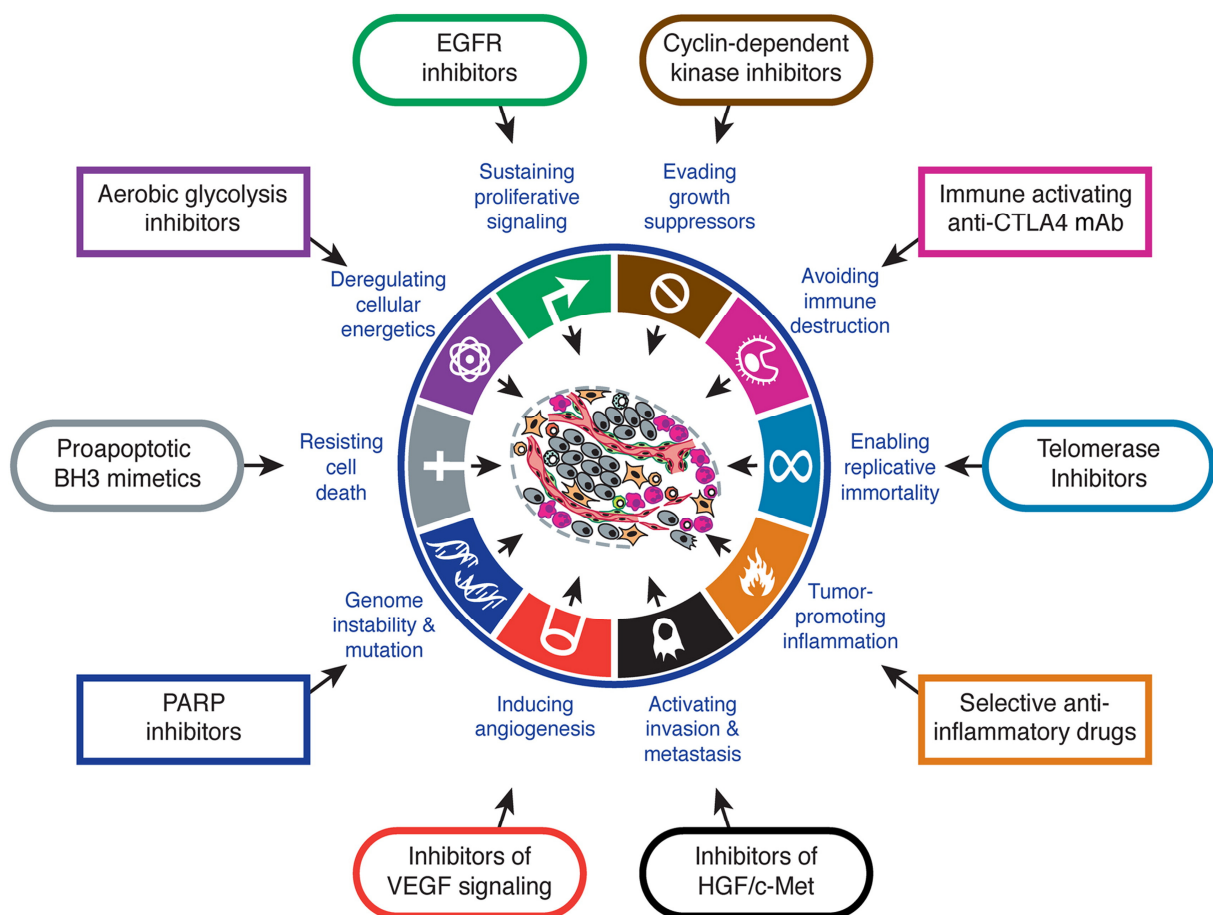 EGFR
inhibitors
Cyclin-dependent
kinase inhibitors
Sustaining
proliferative
signaling
Evading
growth
suppressors
Aerobic glycolysis
inhibitors
Immune activating
anti-CTLA4 mAb
Deregulating
cellular
energetics
Avoiding
immune
destruction
Proapoptotic
BH3 mimetics
Resisting
cell
death
Enabling
replicative
immortality
Telomerase
Inhibitors
Genome
instability &
mutation
Tumor-
promoting
inflammation
PARP
inhibitors
Inducing
angiogenesis
Activating
invasion &
metastasis
Selective anti-
inflammatory drugs
Inhibitors of
VEGF signaling
Inhibitors of
HGF/c-Met